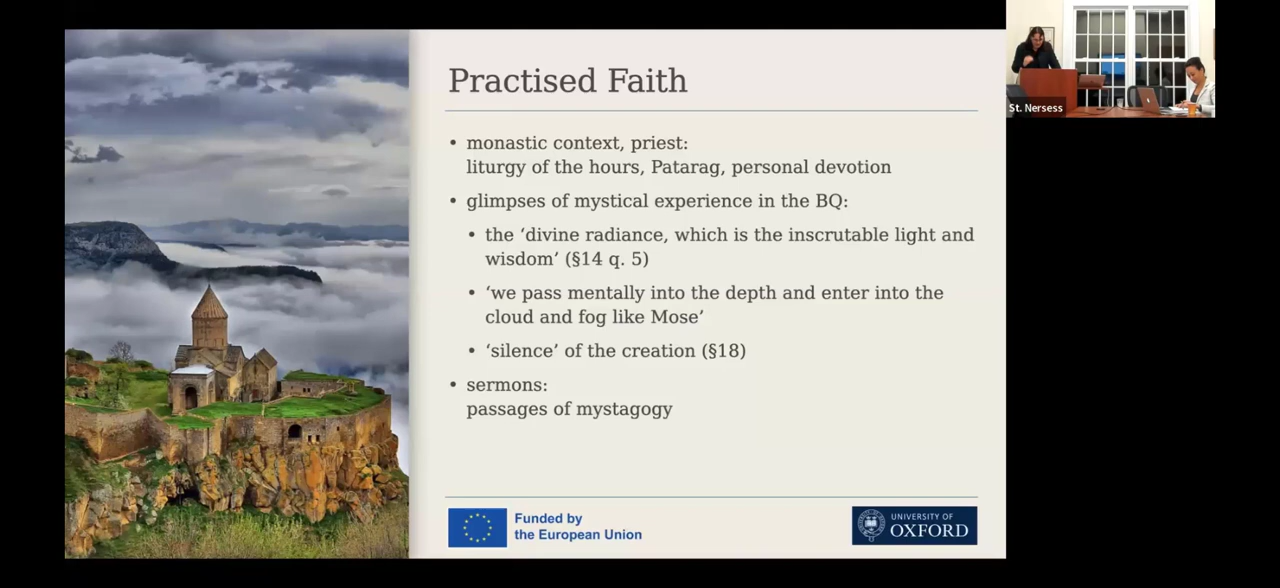 Practised Faith
• monastic context, priest:
liturgy of the hours, Patarag, personal devotion
• glimpses of mystical experience in the BQ:
• the ‘divine radiance, which is the inscrutable light and
wisdom’ (§14 q. 5)
• ‘we pass mentally into the depth and enter into the
cloud and fog like Mose’
• ‘silence’ of the creation (§18)
• sermons:
passages of mystagogy
Funded by
the European Union
UNIVERSITY OF
OXFORD
St. Nersess